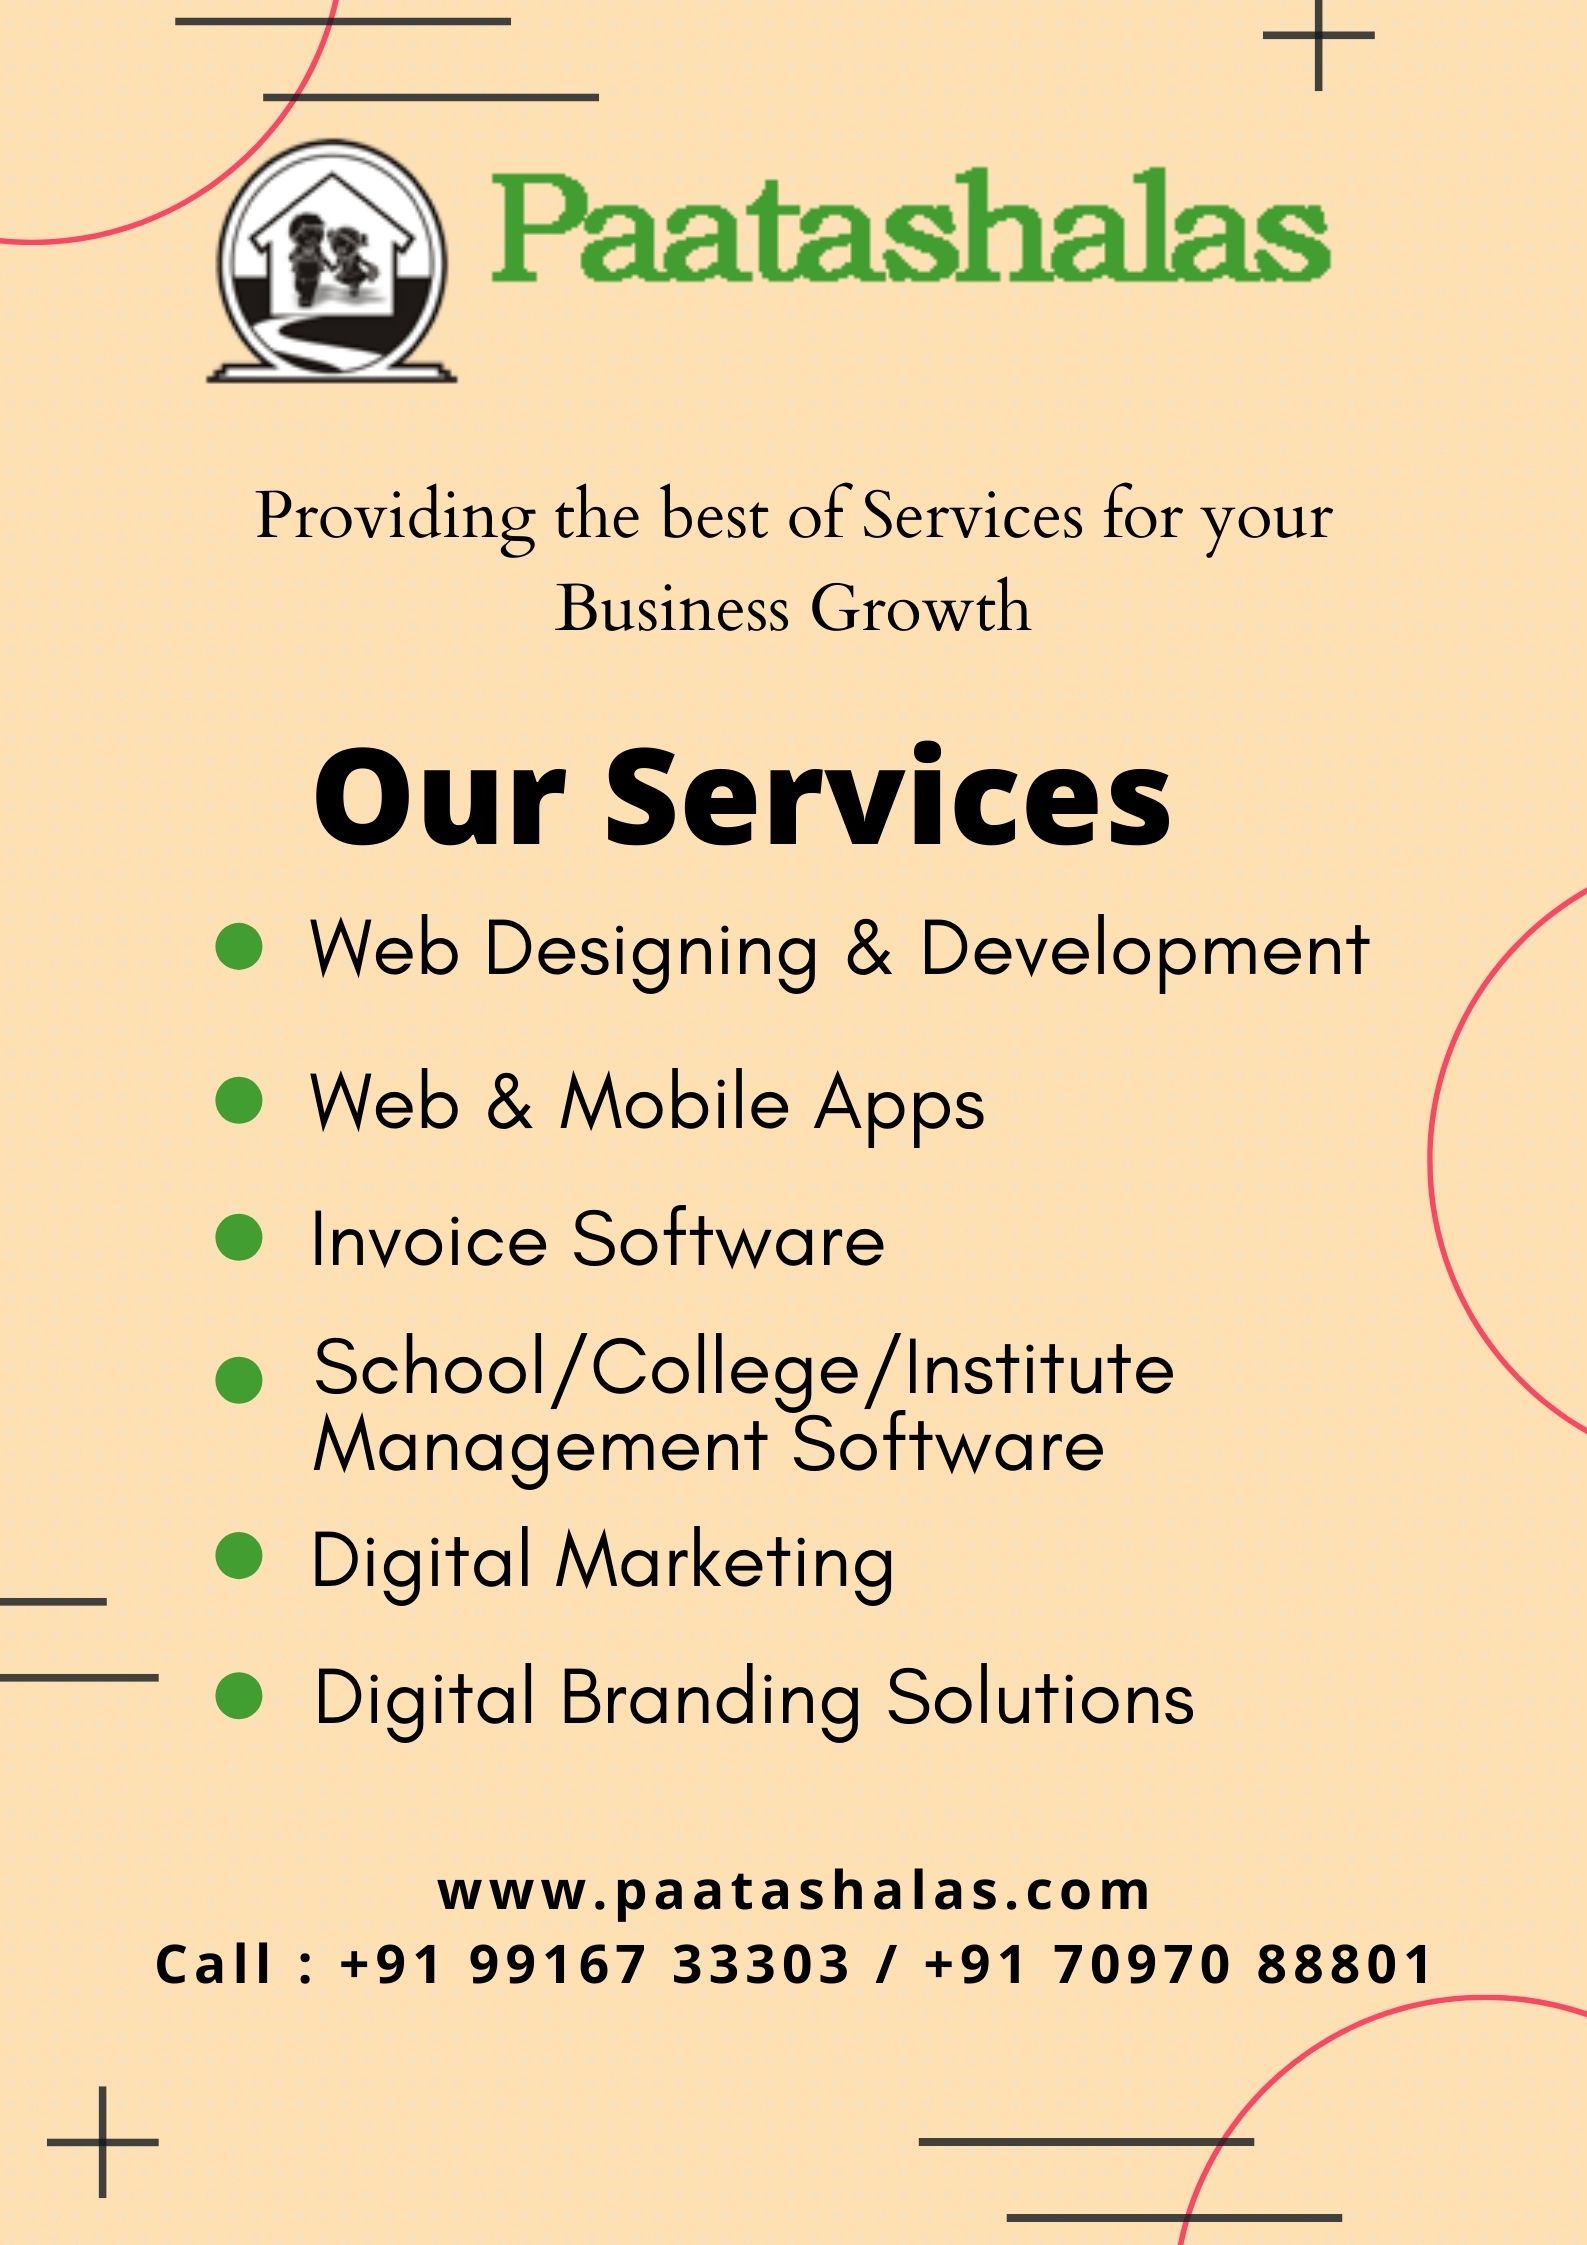 Paatashalas
Providing the best of Services for your
Business Growth
Our Services
Web Designing & Development
Web & Mobile Apps
Invoice Software
School/College/Institute
Management Software
Digital Marketing
Digital Branding Solutions
www.paatashalas.com
Call : +91 99167 33303 / +91 70970 88801